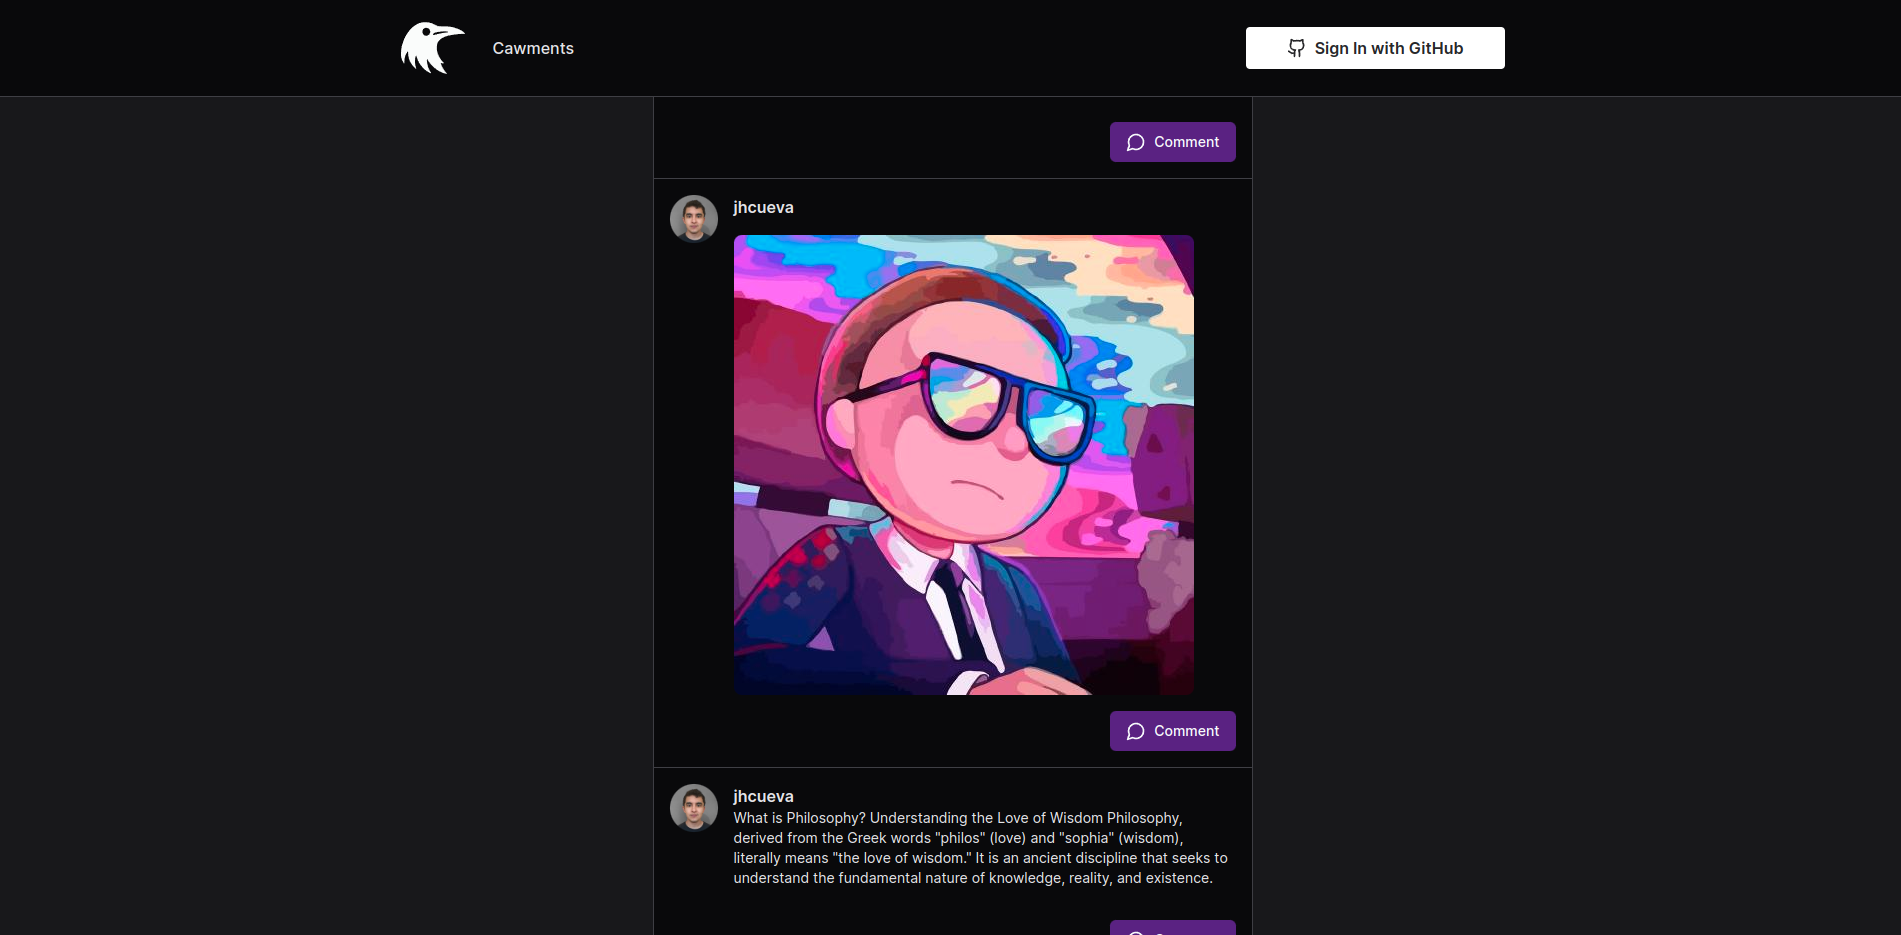 Cawments
Sign In with GitHub
Comment
jhcueva
Comment
jhcueva
What is Philosophy? Understanding the Love of Wisdom Philosophy,
derived from the Greek words "philos" (love) and "sophia" (wisdom),
literally means "the love of wisdom." It is an ancient discipline that seeks to
understand the fundamental nature of knowledge, reality, and existence.